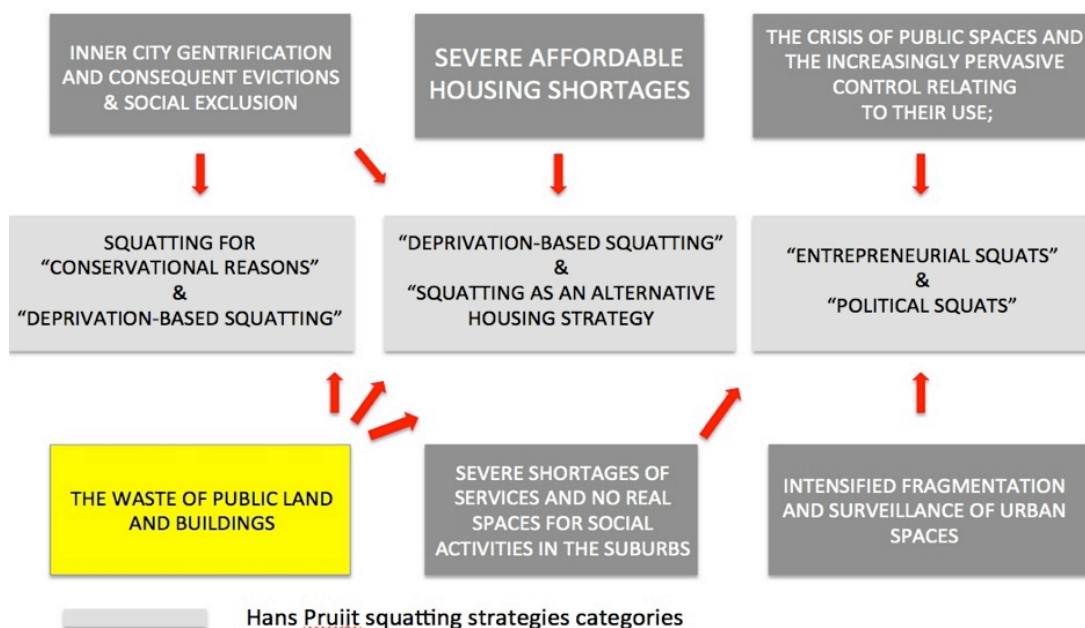 INNER CITY GENTRIFICATION
AND CONSEQUENT EVICTIONS
& SOCIAL EXCLUSION
SEVERE AFFORDABLE
HOUSING SHORTAGES
THE CRISIS OF PUBLIC SPACES AND
THE INCREASINGLY PERVASIVE
CONTROL RELATING
TO THEIR USE;
SQUATTING FOR
“CONSERVATIONAL REASONS”
&
“DEPRIVATION-BASED SQUATTING”
“DEPRIVATION-BASED SQUATTING”
&
“SQUATTING AS AN ALTERNATIVE
HOUSING STRATEGY
“ENTREPRENEURIAL SQUATS”
&
“POLITICAL SQUATS”
THE WASTE OF PUBLIC LAND
AND BUILDINGS
SEVERE SHORTAGES OF
SERVICES AND NO REAL
SPACES FOR SOCIAL
ACTIVITIES IN THE SUBURBS
INTENSIFIED FRAGMENTATION
AND SURVEILLANCE OF URBAN
SPACES
Hans Pruijt squatting strategies categories